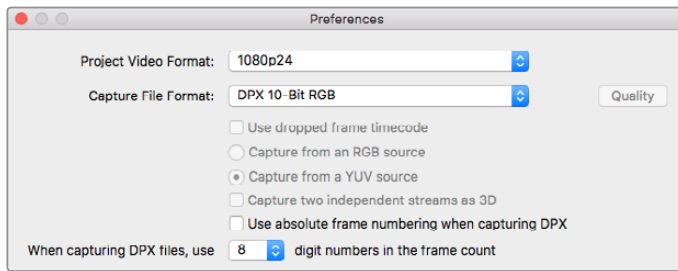 Preferences
Project Video Format: 1080p24
Capture File Format: DPX 10-Bit RGB Quality
Use dropped frame timecode
Capture from an RGB source
Capture from a YUV source
Capture two independent streams as 3D
Use absolute frame numbering when capturing DPX
When capturing DPX files, use 8 digit numbers in the frame count